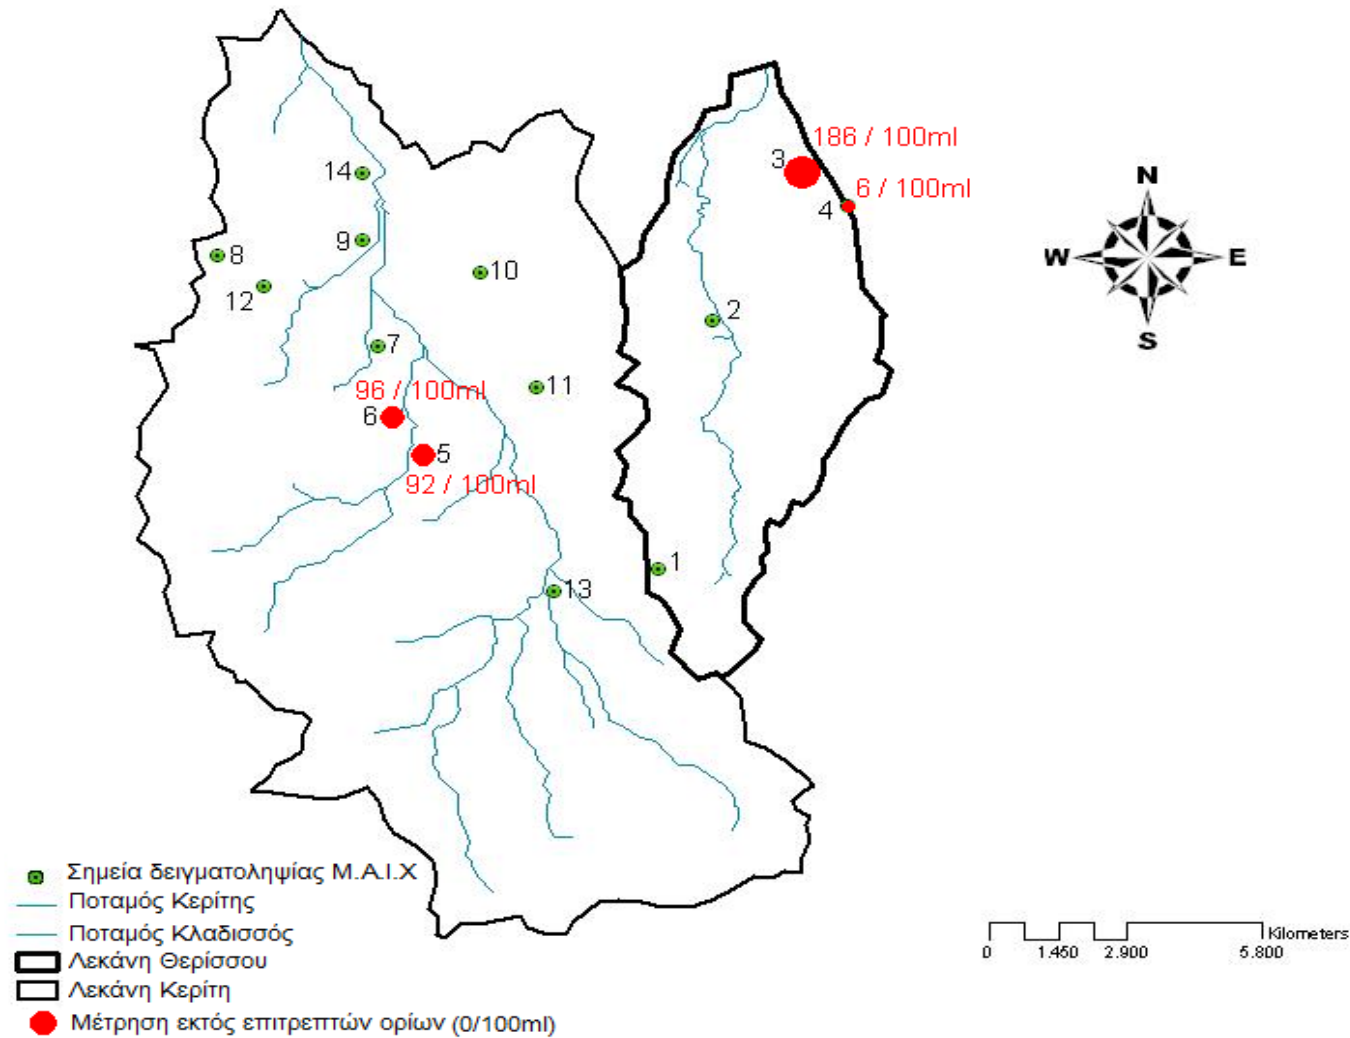 186 / 100ml
3
6 / 100ml
4
14
9
8
12
10
7
2
11
96 / 100ml
6
5
92 / 100ml
1
13
N
W
E
S
Σημεία δειγματοληψίας Μ.Α.Ι.Χ
Ποταμός Κερίτης
Ποταμός Κλαδισσός
Λεκάνη Θερίσσου
Λεκάνη Κερίτη
Μέτρηση εκτός επιτρεπτών ορίων (0/100ml)
Kilometers
0 1.450 2.900 5.800